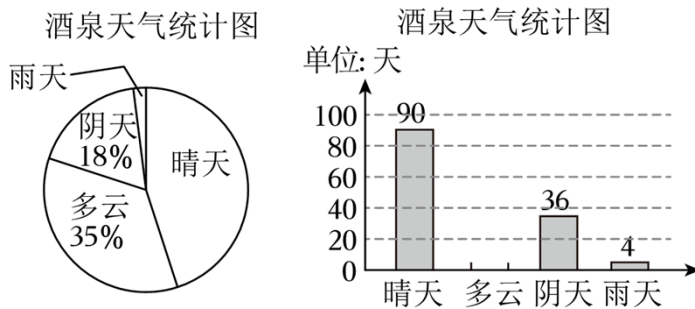 酒泉天气统计图
雨天
阴天
18%
晴天
多云
35%
酒泉天气统计图
单位: 天
100
80
60
40
20
0
90
36
4
晴天 多云 阴天 雨天